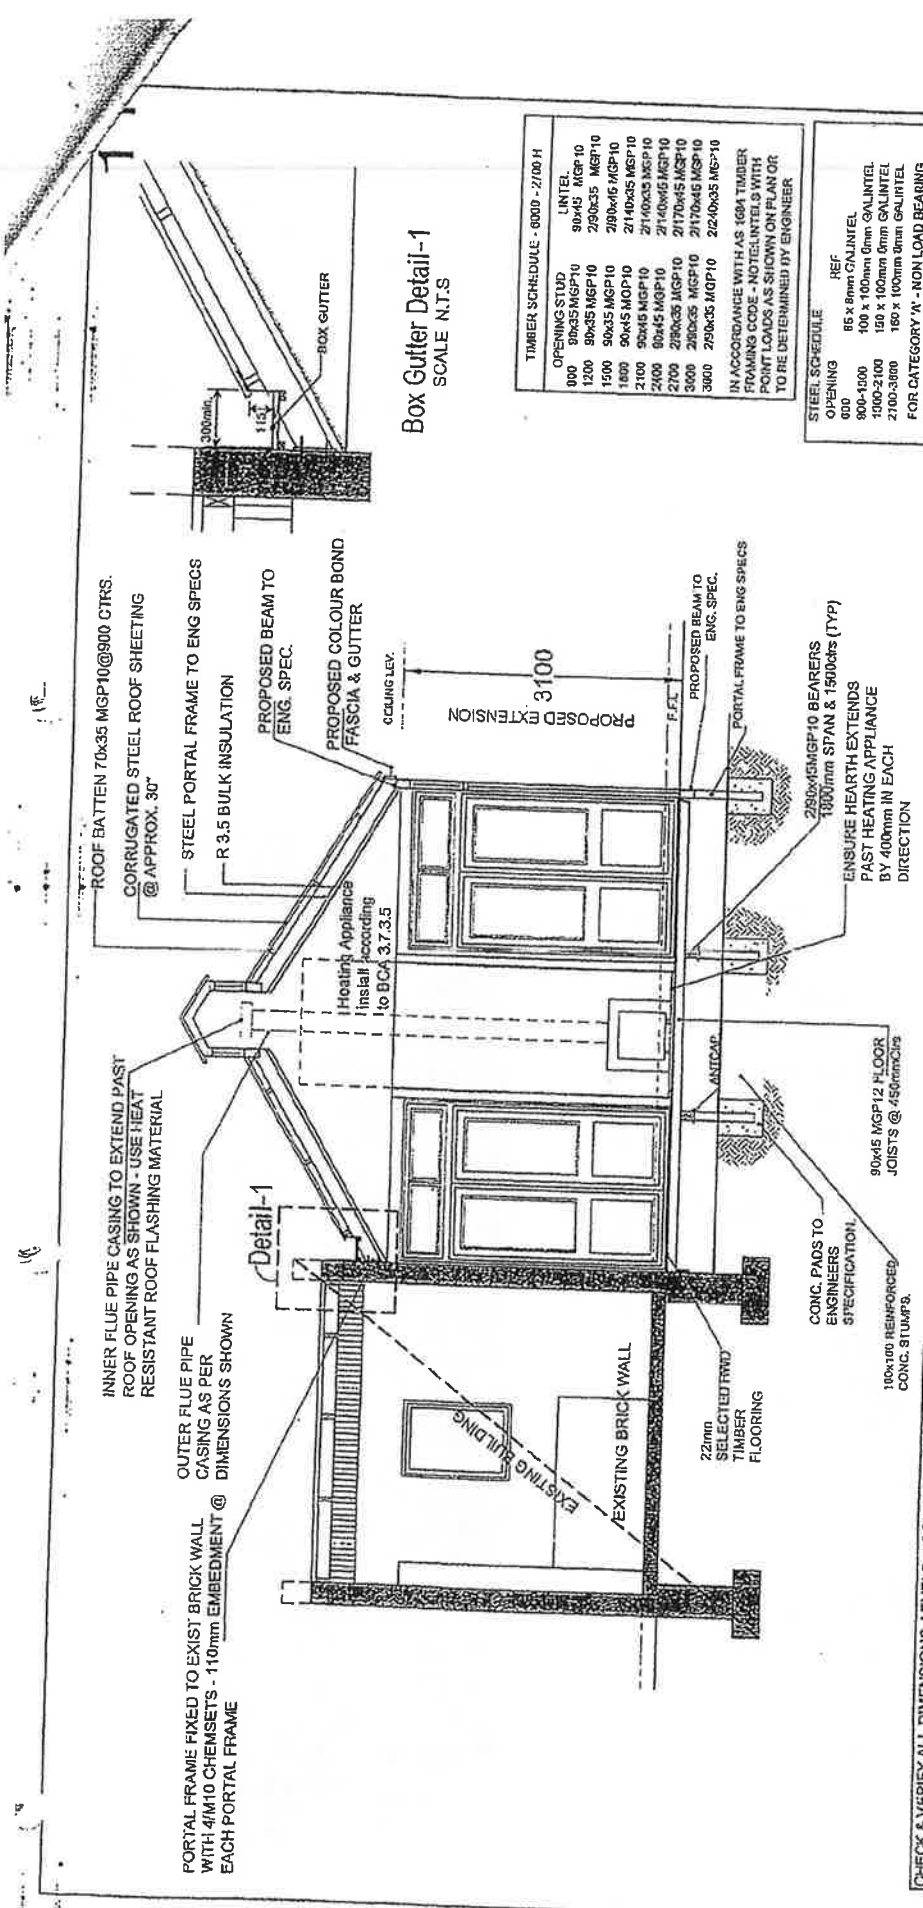 ROOF BATTEN 70x35 MGP10@900 CTRS.
CORRUGATED STEEL ROOF SHEETING
@ APPROX. 30°
STEEL PORTAL FRAME TO ENG SPECS
R 3.5 BULK INSULATION
PROPOSED BEAM TO
ENG. SPEC.
PROPOSED COLOUR BOND
FASCIA & GUTTER
CEILING LEV.
INNER FLUE PIPE CASING TO EXTEND PAST
ROOF OPENING AS SHOWN - USE HEAT
RESISTANT ROOF FLASHING MATERIAL
OUTER FLUE PIPE
CASING AS PER
DIMENSIONS SHOWN
PORTAL FRAME FIXED TO EXIST BRICK WALL
WITH 4/M10 CHEMSETS - 110mm EMBEDMENT @
EACH PORTAL FRAME
Detail-1
Heating Appliance
install according
to BCA 3.7.3.5
EXISTING BUILDING
EXISTING BRICK WALL
PROPOSED EXTENSION
3100
F.F.L
PROPOSED BEAM TO
ENG. SPEC.
PORTAL FRAME TO ENG SPECS
2/90x45MGP10 BEARERS
1800mm SPAN & 1500ctrs (TYP)
ENSURE HEARTH EXTENDS
PAST HEATING APPLIANCE
BY 400mm IN EACH
DIRECTION
ANTCAP
90x45 MGP12 FLOOR
JOISTS @ 450mmCtrs
CONC. PADS TO
ENGINEERS
SPECIFICATION.
100x100 REINFORCED
CONC. STUMPS.
22mm
SELECTED HWD
TIMBER
FLOORING
300min
115
BOX GUTTER
Box Gutter Detail-1
SCALE N.T.S
TIMBER SCHEDULE - 6000 - 2700 H
OPENING STUD LINTEL
900 90x35 MGP10 90x45 MGP10
1200 90x35 MGP10 2/90x35 MGP10
1500 90x35 MGP10 2/90x45 MGP10
1800 90x45 MGP10 2/140x35 MGP10
2100 90x45 MGP10 2/140x35 MGP10
2400 90x45 MGP10 2/140x45 MGP10
2700 2/90x35 MGP10 2/170x45 MGP10
3000 2/90x35 MGP10 2/170x45 MGP10
3600 2/90x35 MGP10 2/240x35 MGP10
IN ACCORDANCE WITH AS 1684 TIMBER
FRAMING CODE - NOTE:LINTELS WITH
POINT LOADS AS SHOWN ON PLAN OR
TO BE DETERMINED BY ENGINEER
STEEL SCHEDULE
OPENING REF
600 85 x 8mm GALINTEL
900-1500 100 x 100mm 6mm GALINTEL
1500-2100 150 x 100mm 6mm GALINTEL
2100-3600 150 x 100mm 8mm GALINTEL
FOR CATEGORY 'A' - NON LOAD BEARING
CHECK & VERIFY ALL DIMENSIONS